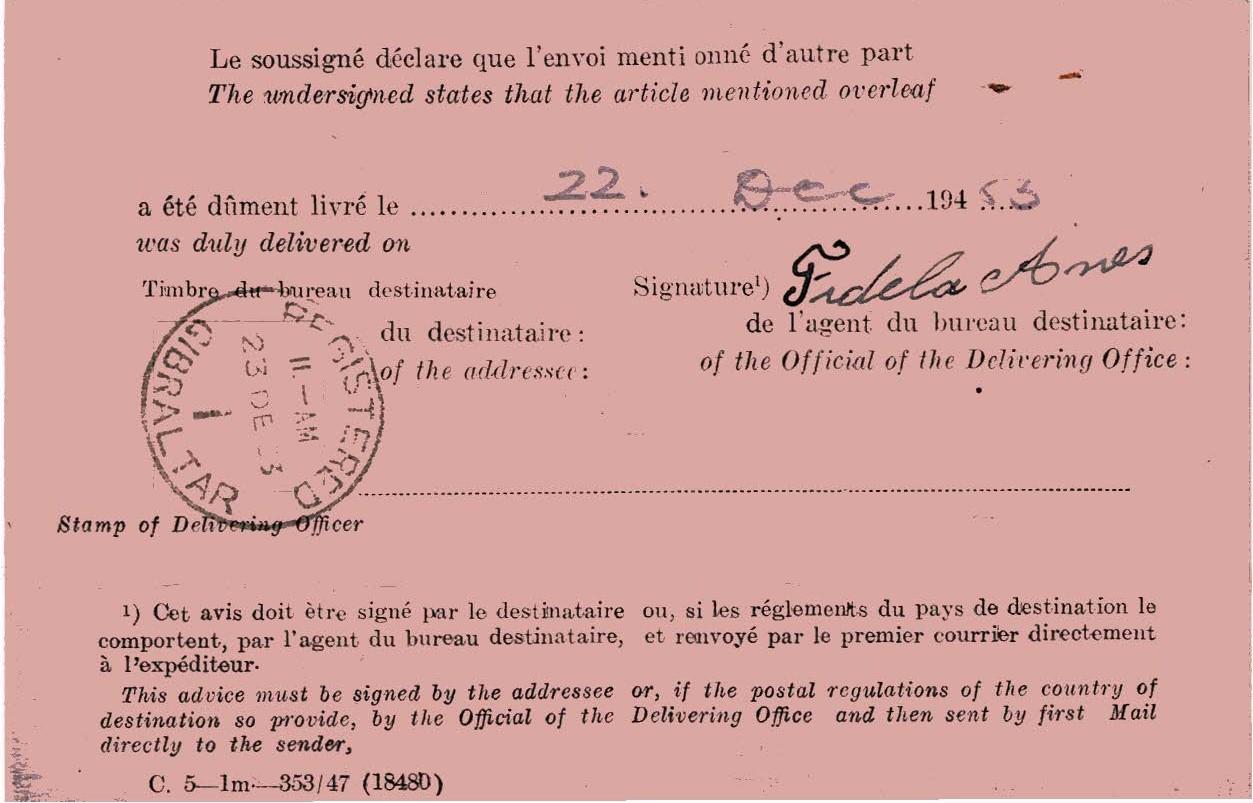 Le soussigné déclare que l'envoi menti onné d'autre part
The undersigned states that the article mentioned overleaf
a été dûment livré le 22. Dec 194 53
was duly delivered on
Timbre du bureau destinataire
Signature¹) Fidela Anes
du destinataire :
de l'agent du bureau destinataire:
of the addressee :
of the Official of the Delivering Office :
REGISTERED
GIBRALTAR
11.—AM
23 DE 53
1
Stamp of Delivering Officer
¹) Cet avis doit ètre signé par le destinataire ou, si les réglements du pays de destination le
comportent, par l'agent du bureau destinataire, et renvoyé par le premier courrier directement
à l'expéditeur.
This advice must be signed by the addressee or, if the postal regulations of the country of
destination so provide, by the Official of the Delivering Office and then sent by first Mail
directly to the sender,
C. 5—1m.—353/47 (18480)